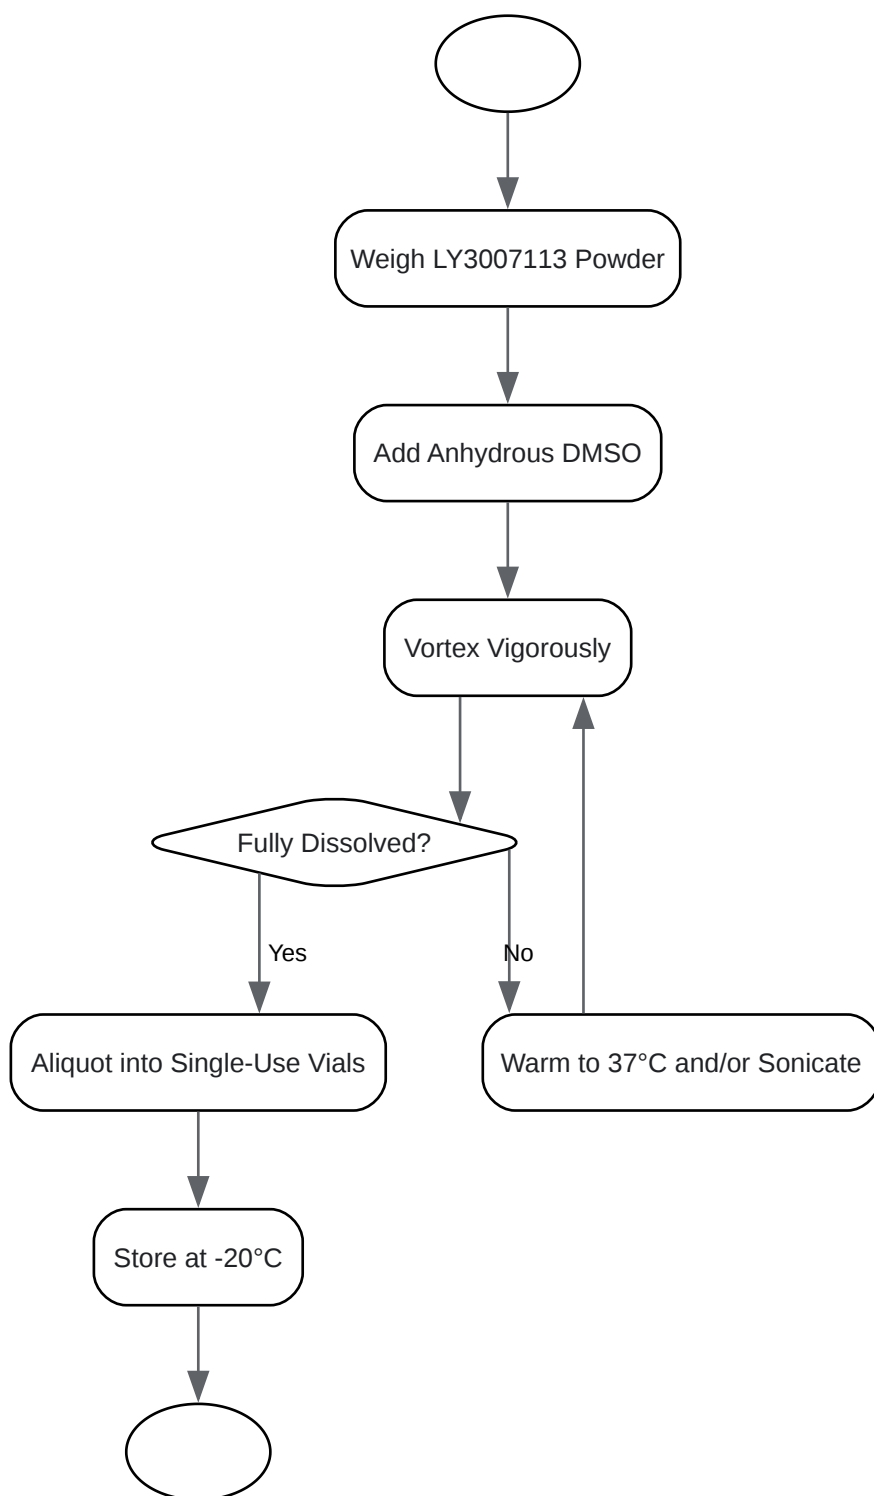 Weigh LY3007113 Powder
Add Anhydrous DMSO
Vortex Vigorously
Fully Dissolved?
Yes
No
Aliquot into Single-Use Vials
Warm to 37°C and/or Sonicate
Store at -20°C